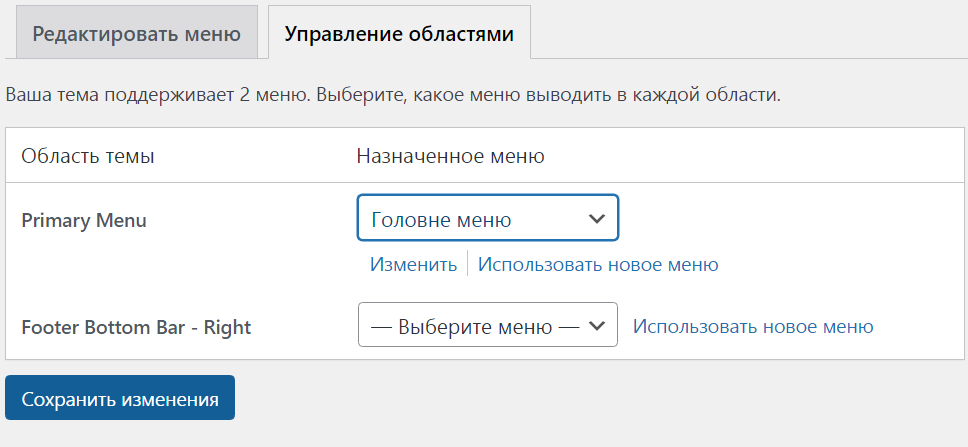 Редактировать меню Управление областями
Ваша тема поддерживает 2 меню. Выберите, какое меню выводить в каждой области.
Область темы Назначенное меню
Primary Menu Головне меню
Изменить Использовать новое меню
Footer Bottom Bar - Right — Выберите меню — Использовать новое меню
Сохранить изменения